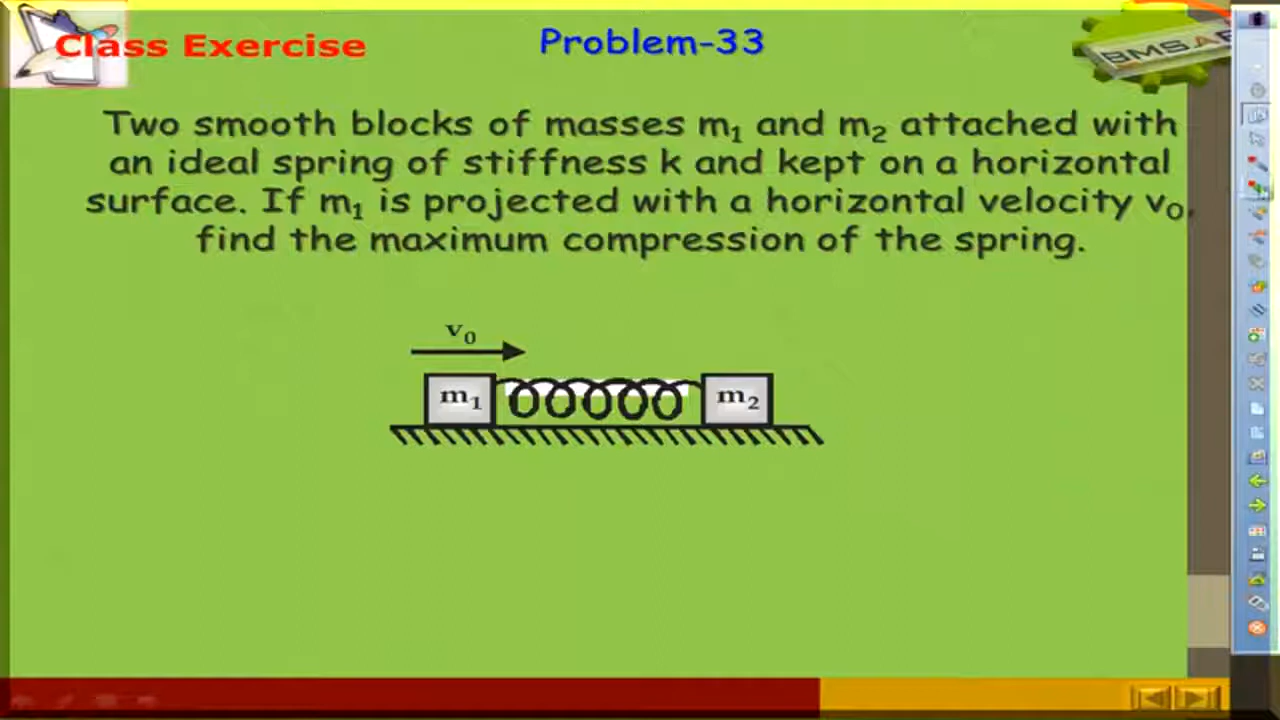 Class Exercise
Problem-33
BMSAF
Two smooth blocks of masses m₁ and m₂ attached with
an ideal spring of stiffness k and kept on a horizontal
surface. If m₁ is projected with a horizontal velocity v₀,
find the maximum compression of the spring.
v₀
m₁
m₂